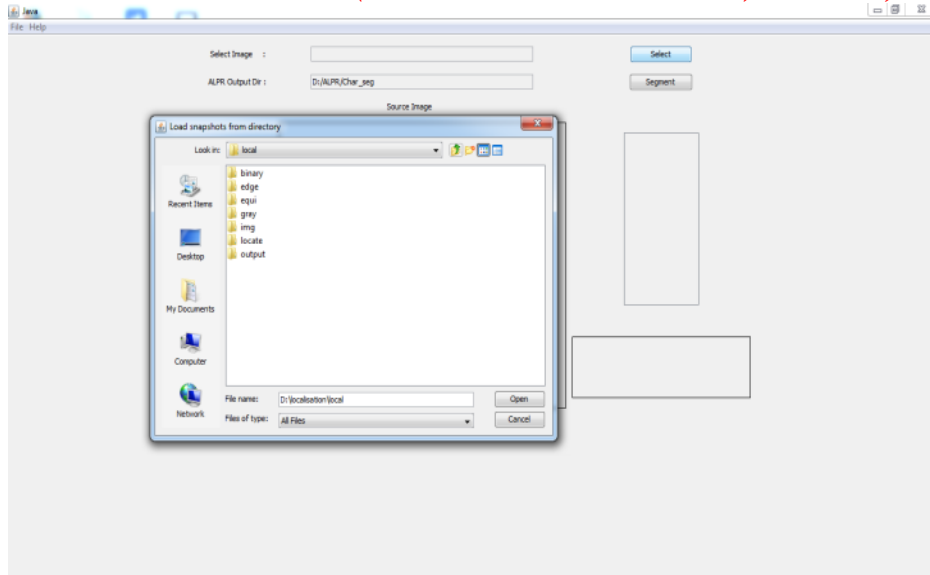 Java
File Help
Select Image :
Select
ALPR Output Dir :
D:/ALPR/Char_seg
Segment
Source Image
Load snapshots from directory
Look in:
local
Recent Items
Desktop
My Documents
Computer
Network
binary
edge
equi
gray
img
locate
output
File name:
D:\localisation\local
Open
Files of type:
All Files
Cancel